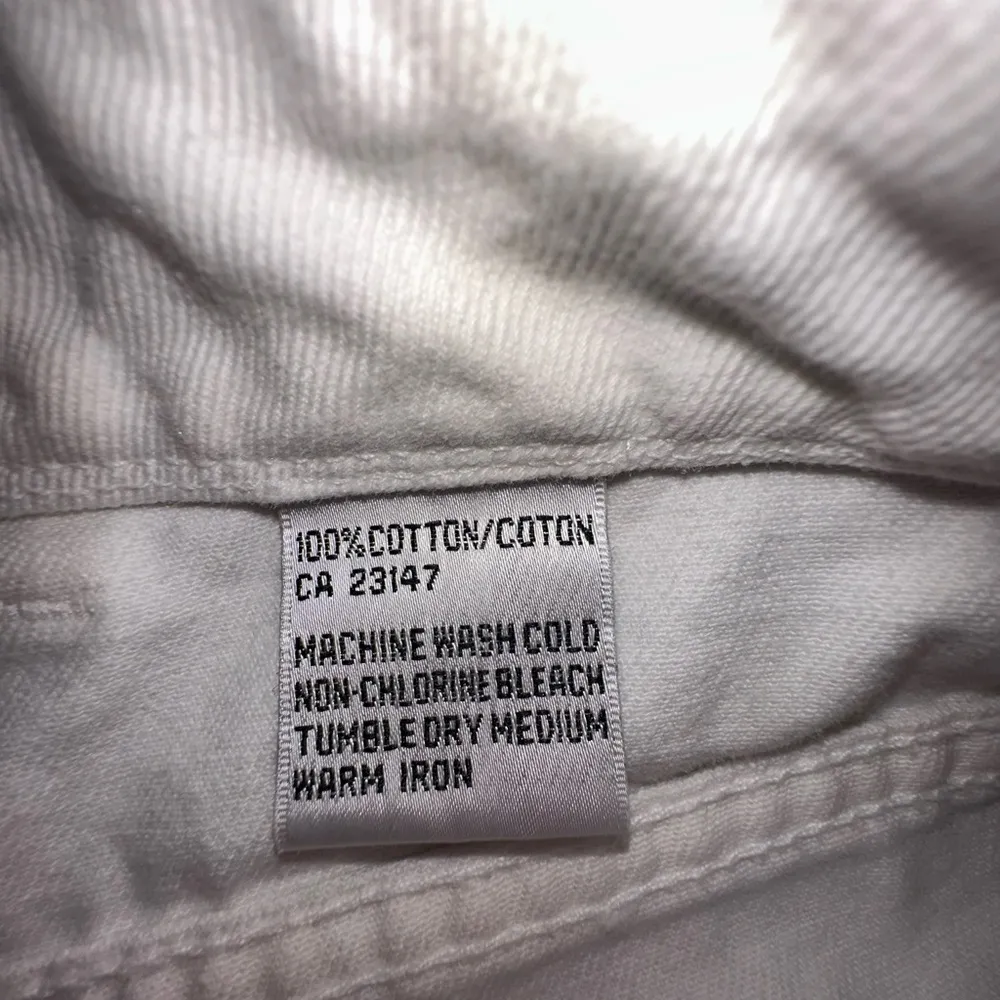 100% COTTON/COTON
CA 23147
MACHINE WASH COLD
NON-CHLORINE BLEACH
TUMBLE DRY MEDIUM
WARM IRON